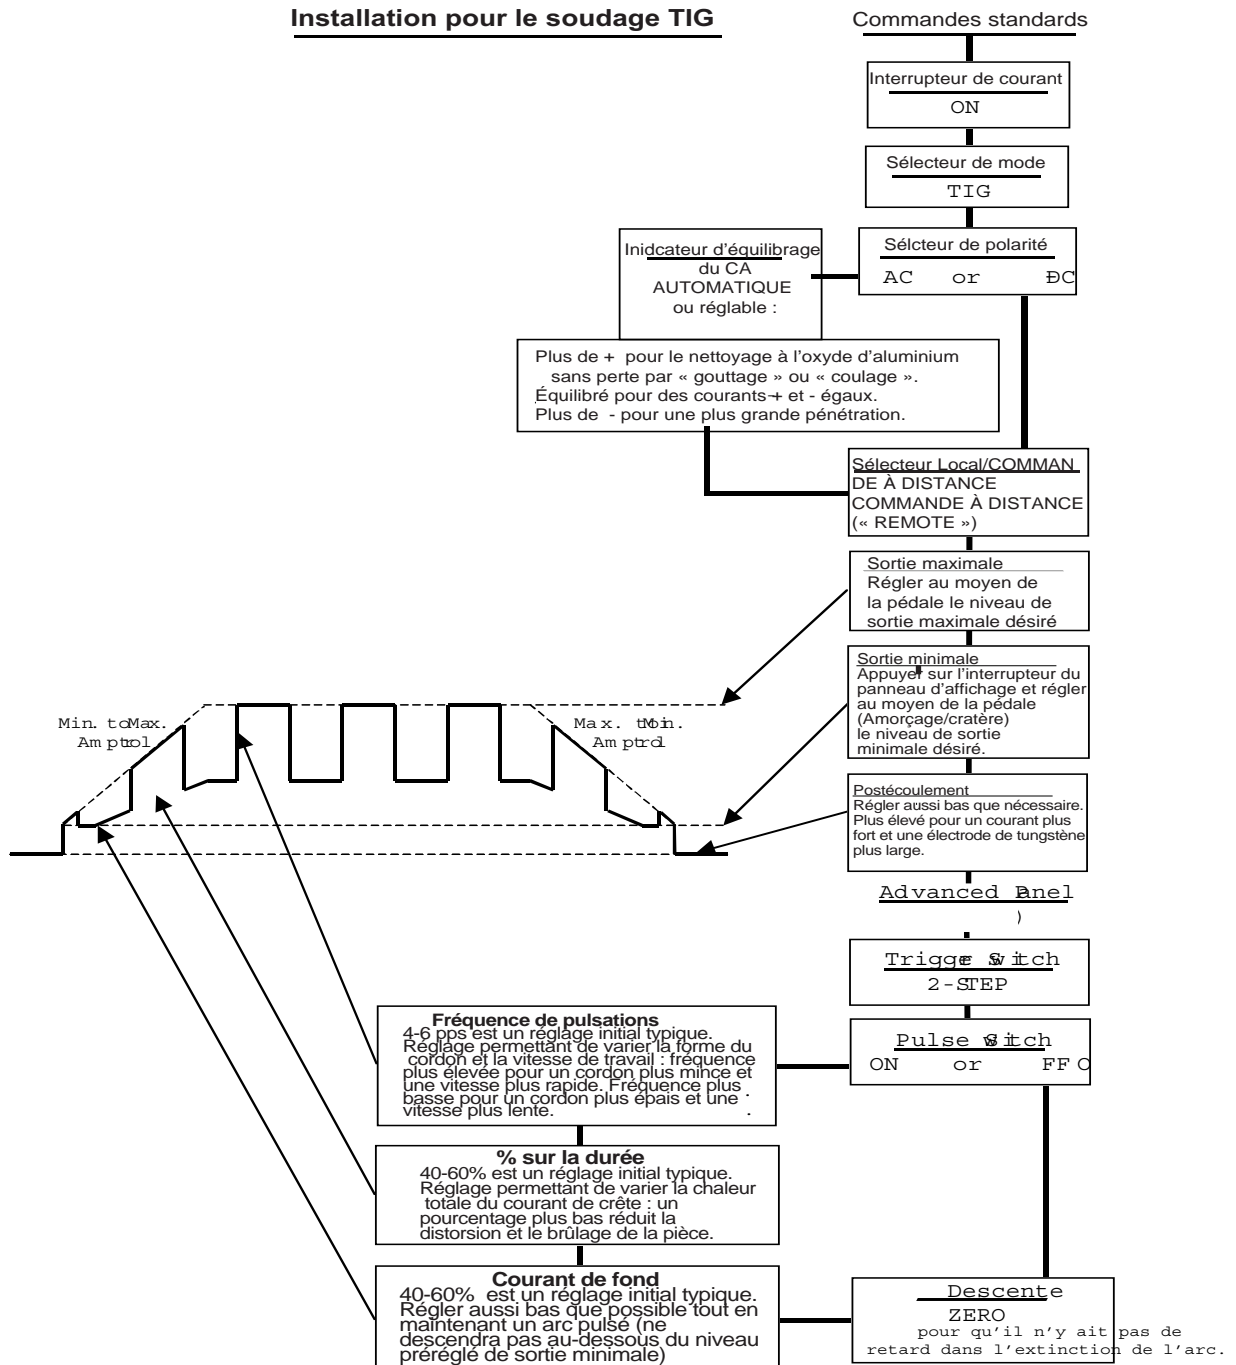 Installation pour le soudage TIG
Commandes standards
Interrupteur de courant
ON
Sélecteur de mode
TIG
Sélcteur de polarité
AC or DC
Inidcateur d'équilibrage
du CA
AUTOMATIQUE
ou réglable :
Plus de + pour le nettoyage à l'oxyde d'aluminium
sans perte par « gouttage » ou « coulage ».
Équilibré pour des courants + et - égaux.
Plus de - pour une plus grande pénétration.
Sélecteur Local/COMMAN
DE À DISTANCE
COMMANDE À DISTANCE
(« REMOTE »)
Sortie maximale
Régler au moyen de
la pédale le niveau de
sortie maximale désiré
Sortie minimale
Appuyer sur l'interrupteur du
panneau d'affichage et régler
au moyen de la pédale
(Amorçage/cratère)
le niveau de sortie
minimale désiré.
Min. to Max.
Amptrol
Max. to Min.
Amptrol
Postécoulement
Régler aussi bas que nécessaire.
Plus élevé pour un courant plus
fort et une électrode de tungstène
plus large.
Advanced Panel
)
Trigger Switch
2-STEP
Pulse Switch
ON or OFF
Fréquence de pulsations
4-6 pps est un réglage initial typique.
Réglage permettant de varier la forme du
cordon et la vitesse de travail : fréquence
plus élevée pour un cordon plus mince et
une vitesse plus rapide. Fréquence plus
basse pour un cordon plus épais et une
vitesse plus lente.
% sur la durée
40-60% est un réglage initial typique.
Réglage permettant de varier la chaleur
totale du courant de crête : un
pourcentage plus bas réduit la
distorsion et le brûlage de la pièce.
Courant de fond
40-60% est un réglage initial typique.
Régler aussi bas que possible tout en
maintenant un arc pulsé (ne
descendra pas au-dessous du niveau
préréglé de sortie minimale)
Descente
ZERO
pour qu'il n'y ait pas de
retard dans l'extinction de l'arc.